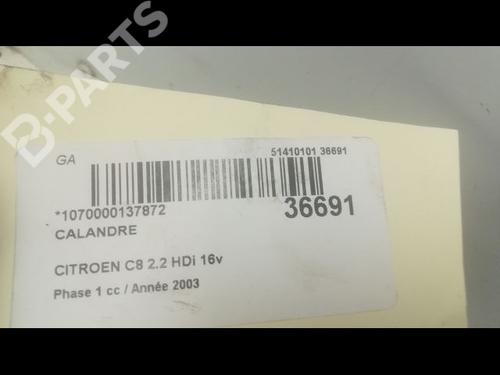 B-PARTS
GA
51410101 36691
*1070000137872
36691
CALANDRE
CITROEN C8 2.2 HDi 16v
Phase 1 cc / Année 2003